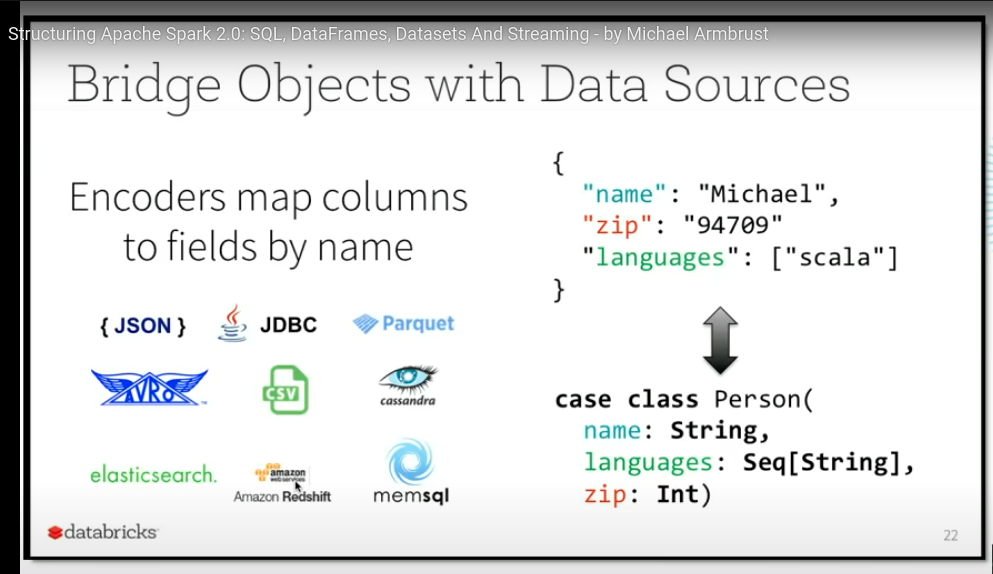 Structuring Apache Spark 2.0: SQL, DataFrames, Datasets And Streaming - by Michael Armbrust
Bridge Objects with Data Sources
Encoders map columns
to fields by name
{ JSON }
JDBC
Parquet
AVRO
CSV
cassandra
elasticsearch.
amazon
webservices
Amazon Redshift
memsql
{
"name": "Michael",
"zip": "94709"
"languages": ["scala"]
}
case class Person(
name: String,
languages: Seq[String],
zip: Int)
databricks
22